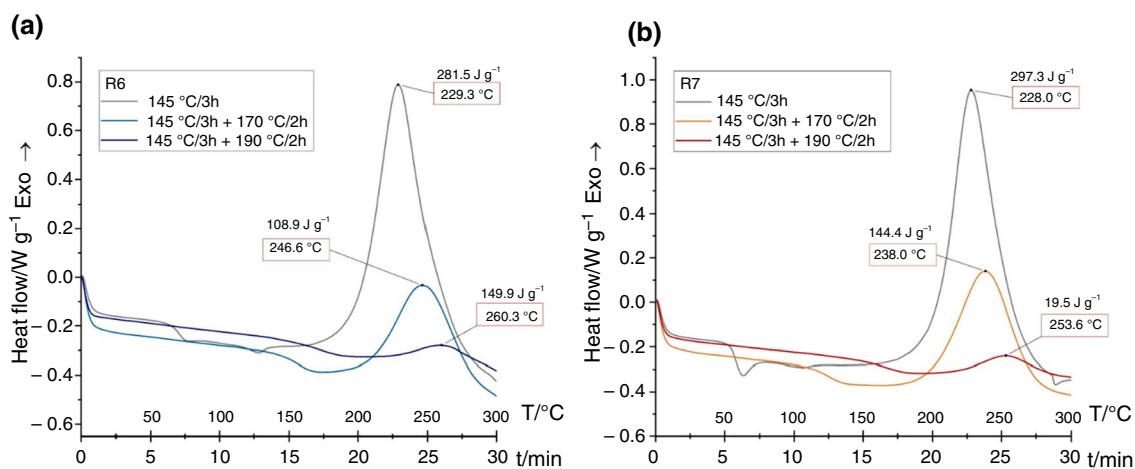 (a)
R6
145 °C/3h
145 °C/3h + 170 °C/2h
145 °C/3h + 190 °C/2h
281.5 J g⁻¹
229.3 °C
108.9 J g⁻¹
246.6 °C
149.9 J g⁻¹
260.3 °C
Heat flow/W g⁻¹ Exo →
0.8
0.6
0.4
0.2
0.0
– 0.2
– 0.4
– 0.6
50 100 150 200 250 T/°C
0 5 10 15 20 25 30 t/min
(b)
R7
145 °C/3h
145 °C/3h + 170 °C/2h
145 °C/3h + 190 °C/2h
297.3 J g⁻¹
228.0 °C
144.4 J g⁻¹
238.0 °C
19.5 J g⁻¹
253.6 °C
Heat flow/W g⁻¹ Exo →
1.0
0.8
0.6
0.4
0.2
0.0
– 0.2
– 0.4
– 0.6
50 100 150 200 250 300 T/°C
0 5 10 15 20 25 30 t/min